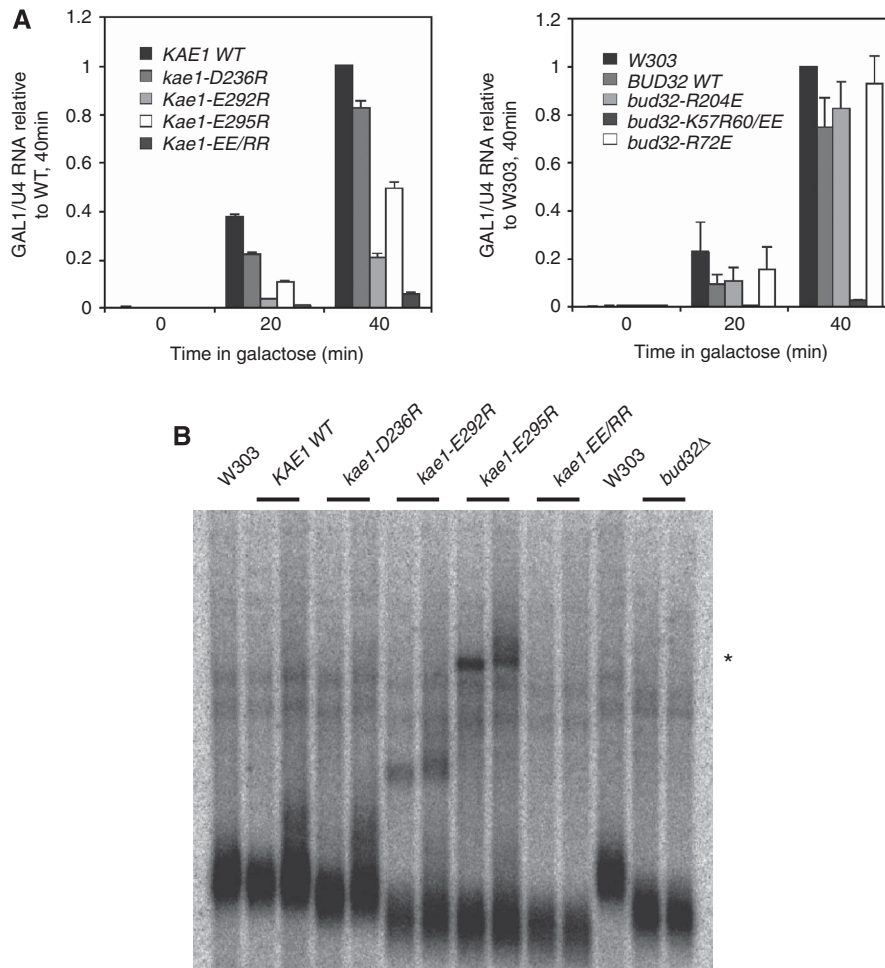 A
GAL1/U4 RNA relative
to WT, 40min
1.2
1
0.8
0.6
0.4
0.2
0
KAE1 WT
kae1-D236R
Kae1-E292R
Kae1-E295R
Kae1-EE/RR
0
20
40
Time in galactose (min)
GAL1/U4 RNA relative
to W303, 40min
1.2
1
0.8
0.6
0.4
0.2
0
W303
BUD32 WT
bud32-R204E
bud32-K57R60/EE
bud32-R72E
0
20
40
Time in galactose (min)
B
W303
KAE1 WT
kae1-D236R
kae1-E292R
kae1-E295R
kae1-EE/RR
W303
bud32Δ
*